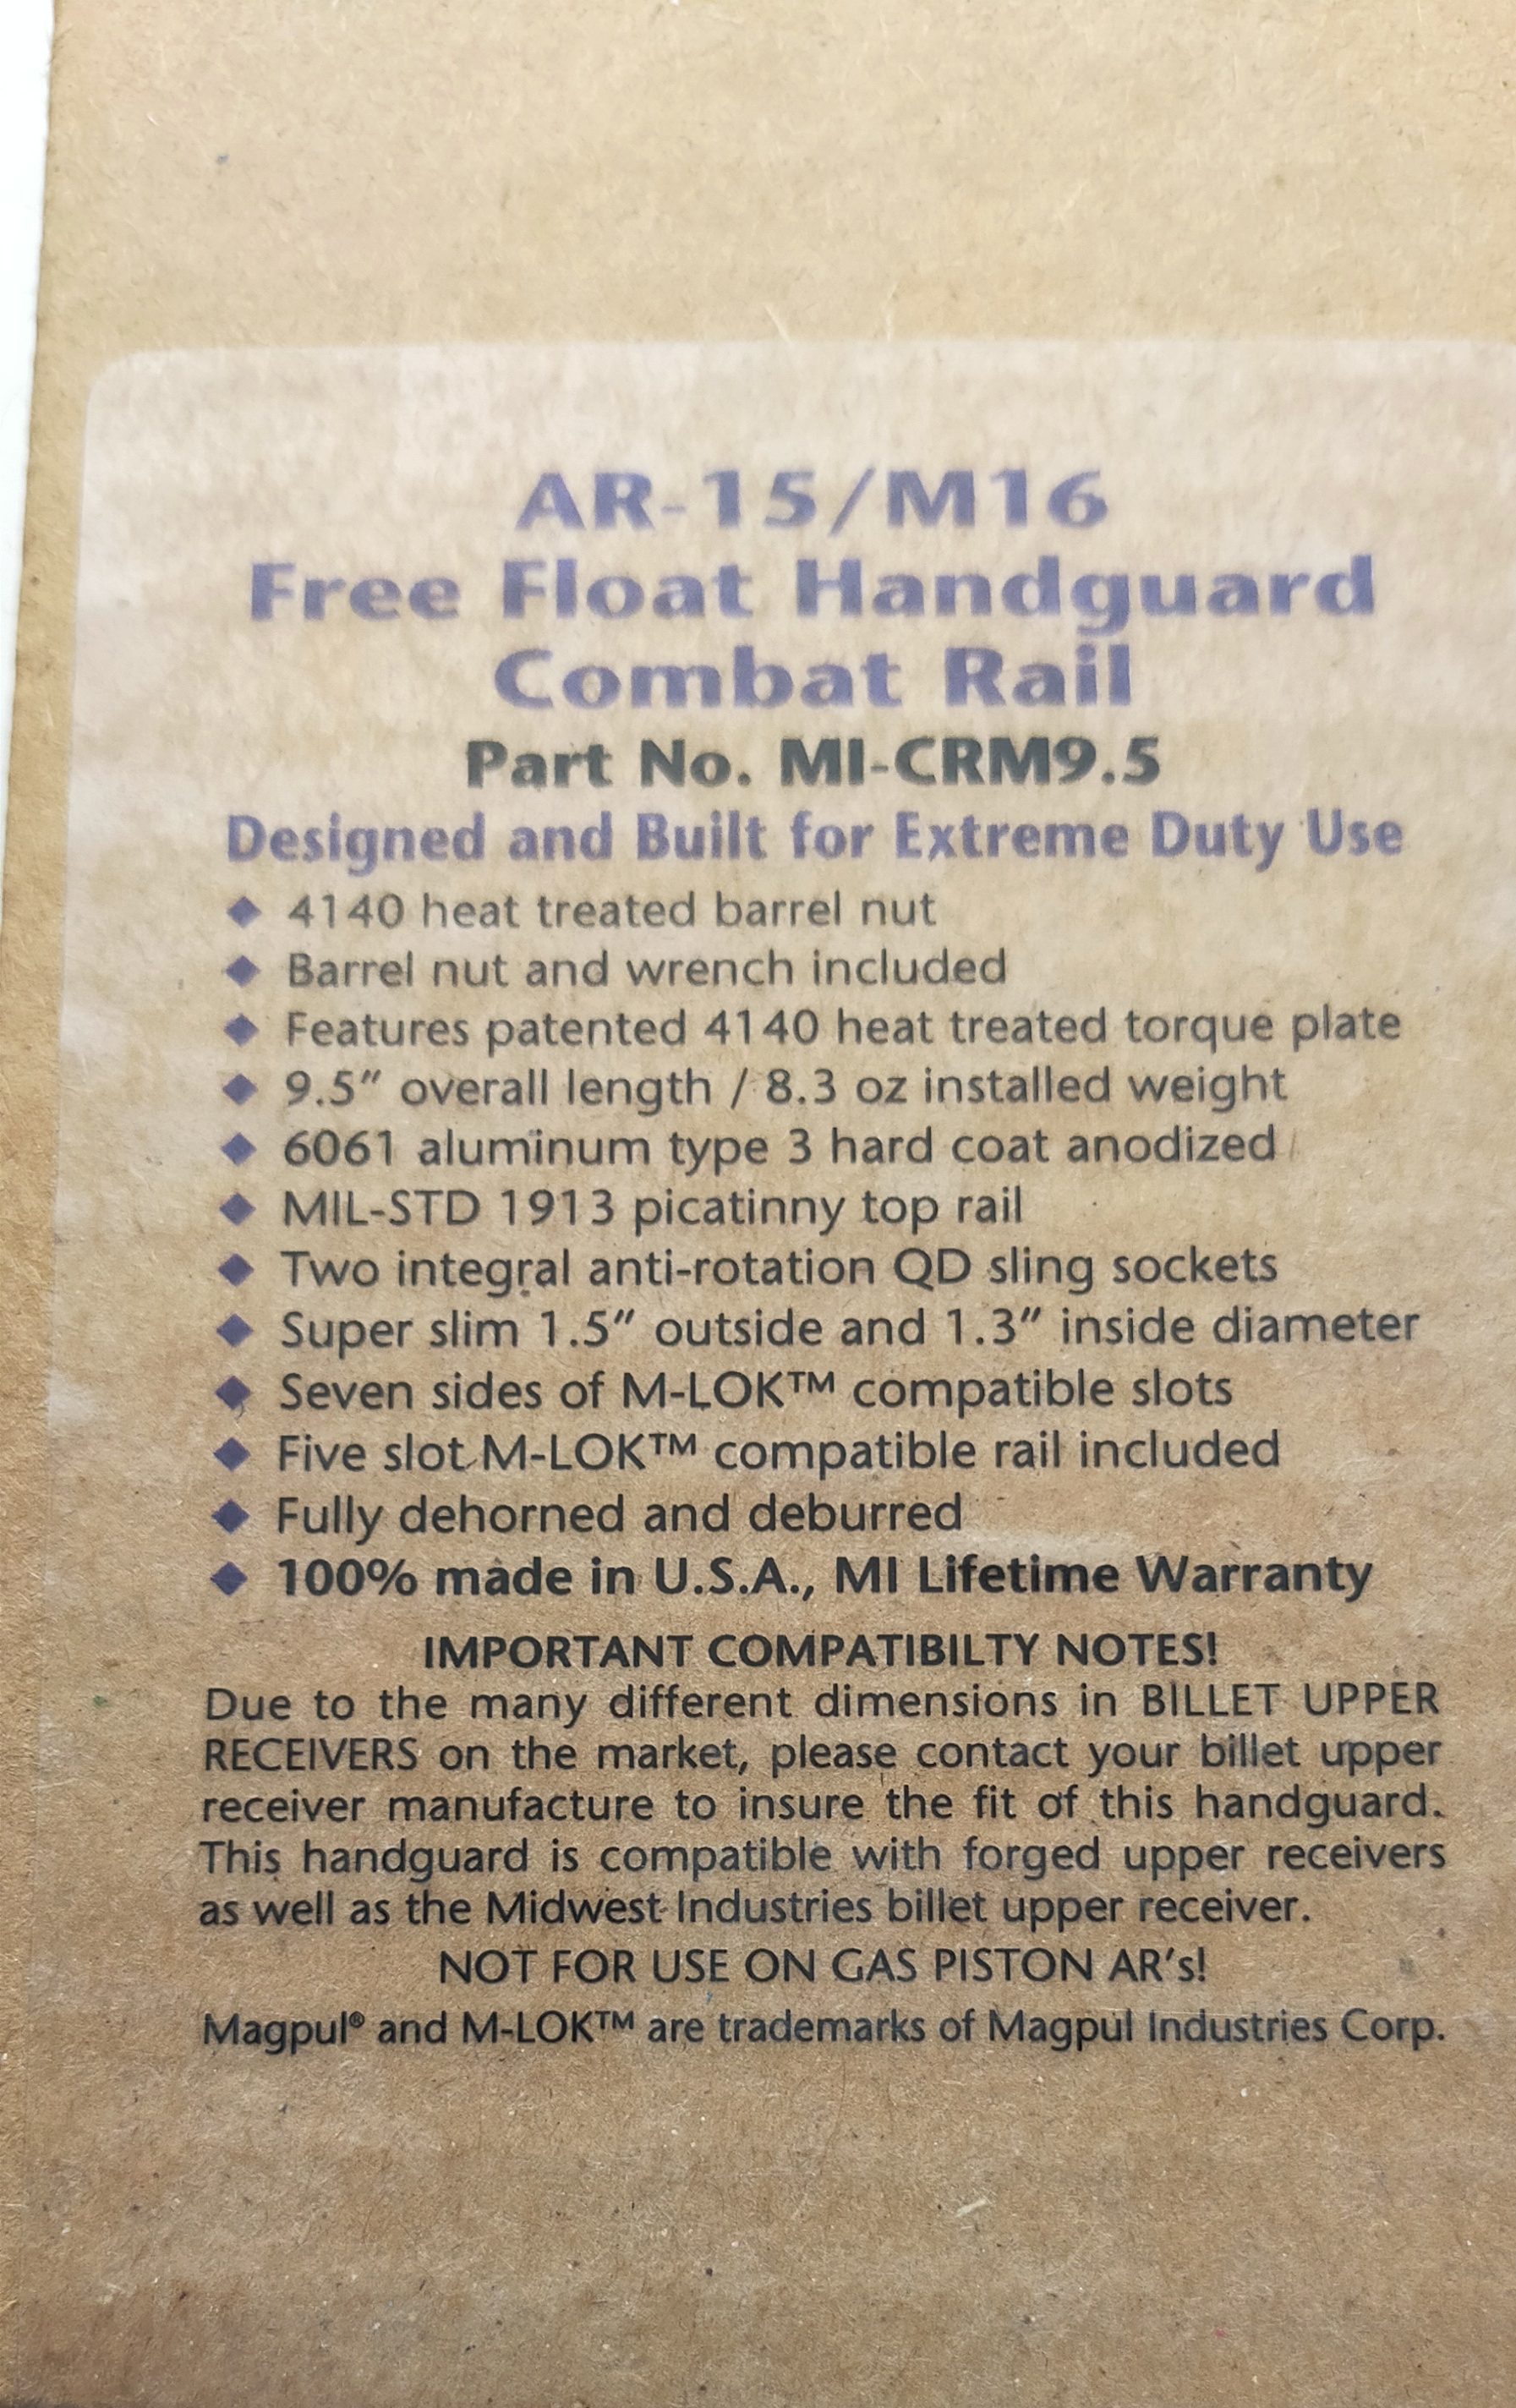 AR-15/M16
Free Float Handguard
Combat Rail
Part No. MI-CRM9.5
Designed and Built for Extreme Duty Use
◆ 4140 heat treated barrel nut
◆ Barrel nut and wrench included
◆ Features patented 4140 heat treated torque plate
◆ 9.5″ overall length / 8.3 oz installed weight
◆ 6061 aluminum type 3 hard coat anodized
◆ MIL-STD 1913 picatinny top rail
◆ Two integral anti-rotation QD sling sockets
◆ Super slim 1.5″ outside and 1.3″ inside diameter
◆ Seven sides of M-LOK™ compatible slots
◆ Five slot M-LOK™ compatible rail included
◆ Fully dehorned and deburred
◆ 100% made in U.S.A., MI Lifetime Warranty
IMPORTANT COMPATIBILTY NOTES!
Due to the many different dimensions in BILLET UPPER
RECEIVERS on the market, please contact your billet upper
receiver manufacture to insure the fit of this handguard.
This handguard is compatible with forged upper receivers
as well as the Midwest Industries billet upper receiver.
NOT FOR USE ON GAS PISTON AR's!
Magpul® and M-LOK™ are trademarks of Magpul Industries Corp.